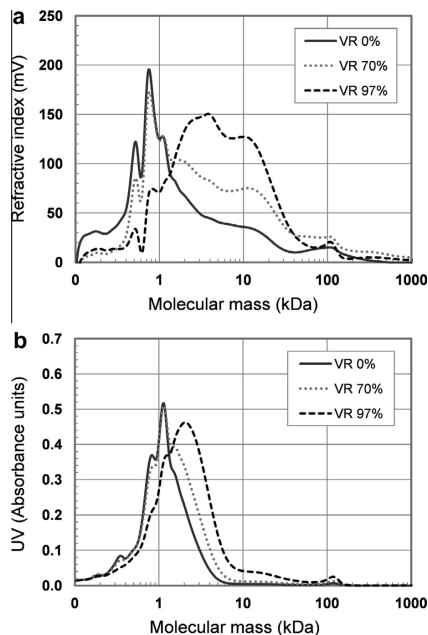 a
250
VR 0%
VR 70%
VR 97%
200
150
100
50
0
Refractive index (mV)
0 1 10 100 1000
Molecular mass (kDa)
b
0.7
VR 0%
VR 70%
VR 97%
0.6
0.5
0.4
0.3
0.2
0.1
0.0
UV (Absorbance units)
0 1 10 100 1000
Molecular mass (kDa)